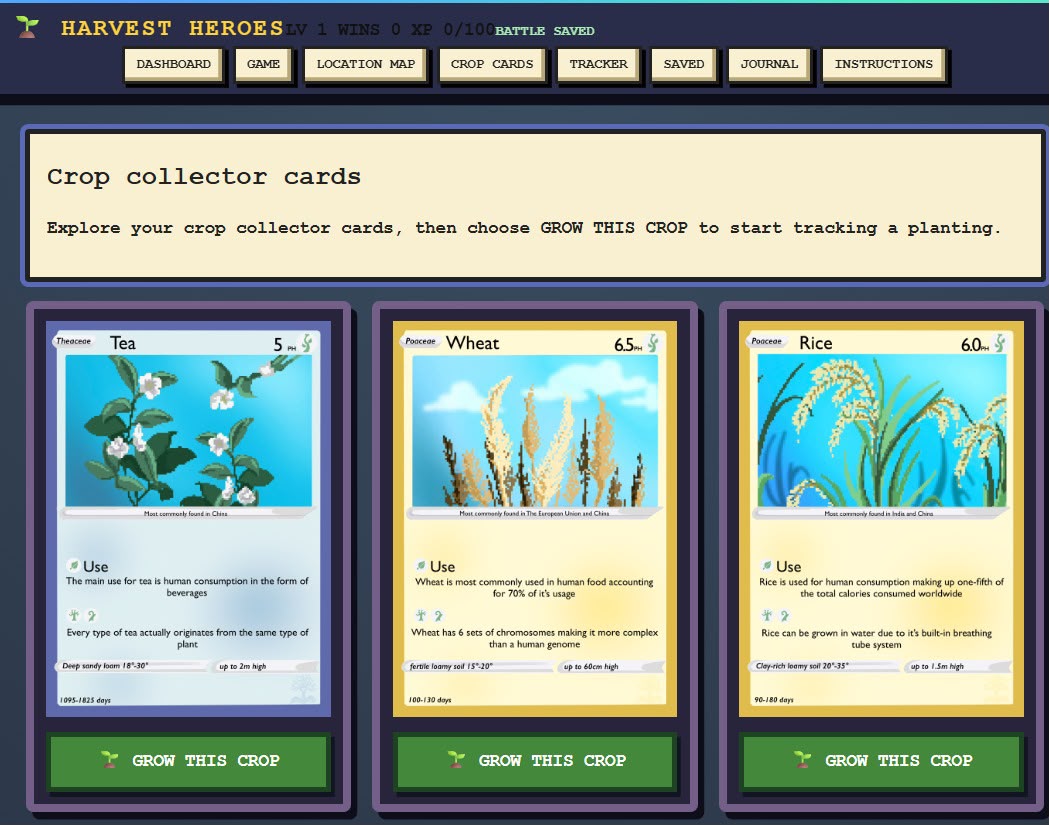 HARVEST HEROES LV 1 WINS 0 XP 0/100 BATTLE SAVED
DASHBOARD GAME LOCATION MAP CROP CARDS TRACKER SAVED JOURNAL INSTRUCTIONS
Crop collector cards
Explore your crop collector cards, then choose GROW THIS CROP to start tracking a planting.
Theaceae Tea 5 PH
Most commonly found in China
Use
The main use for tea is human consumption in the form of
beverages
Every type of tea actually originates from the same type of
plant
Deep sandy loam 18°-30° up to 2m high
1095-1825 days
GROW THIS CROP
Poaceae Wheat 6.5 PH
Most commonly found in The European Union and China
Use
Wheat is most commonly used in human food accounting
for 70% of it's usage
Wheat has 6 sets of chromosomes making it more complex
than a human genome
fertile loamy soil 15°-20° up to 60cm high
100-130 days
GROW THIS CROP
Poaceae Rice 6.0 PH
Most commonly found in India and China
Use
Rice is used for human consumption making up one-fifth of
the total calories consumed worldwide
Rice can be grown in water due to it's built-in breathing
tube system
Clay-rich loamy soil 20°-35° up to 1.5m high
90-180 days
GROW THIS CROP